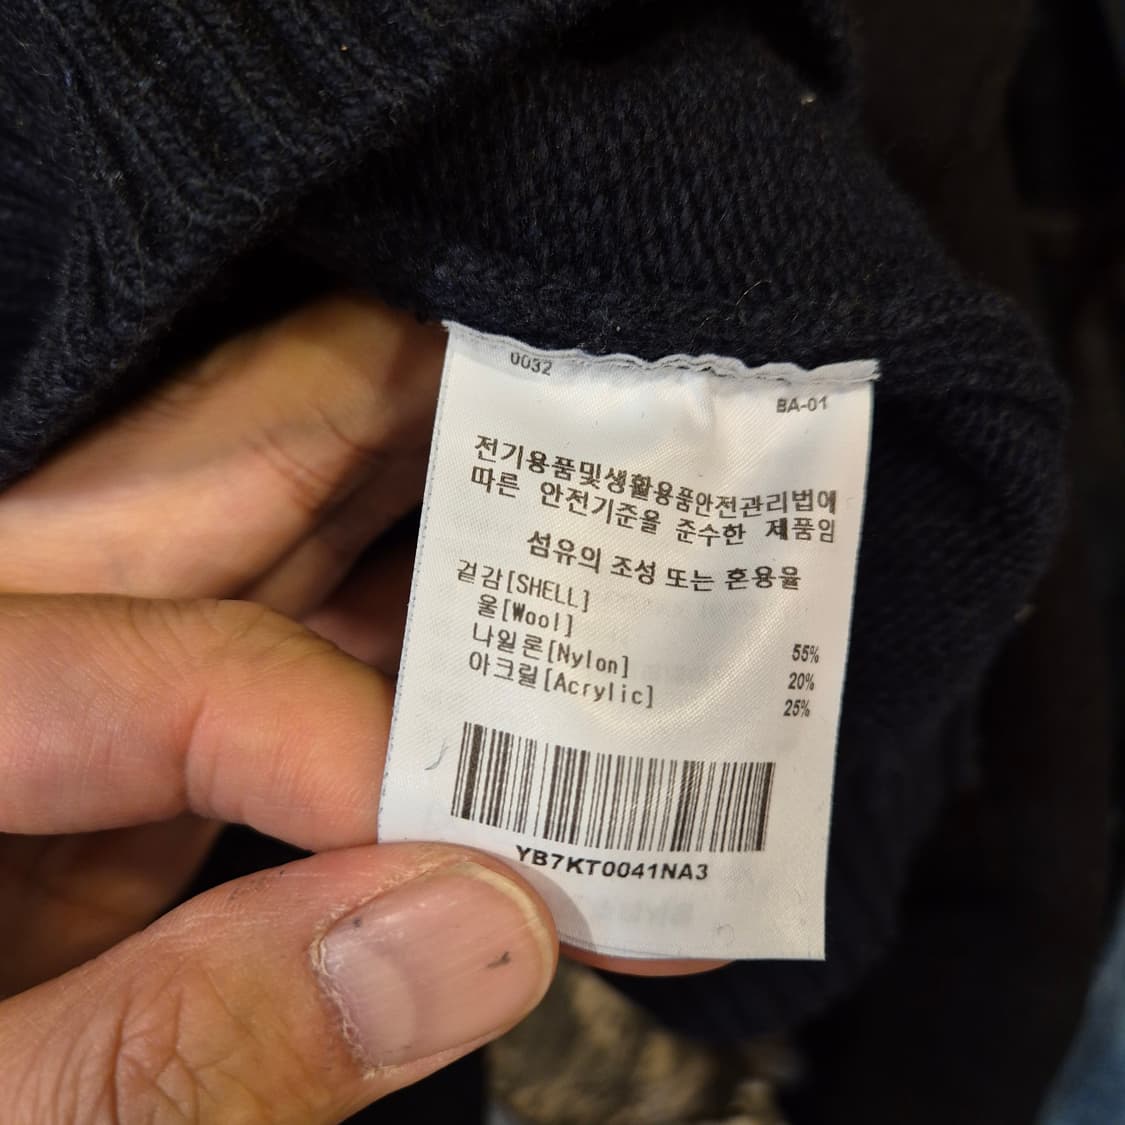 0032
BA-01
전기용품및생활용품안전관리법에
따른 안전기준을 준수한 제품임
섬유의 조성 또는 혼용율
겉감[SHELL]
울[Wool] 55%
나일론[Nylon] 20%
아크릴[Acrylic] 25%
YB7KT0041NA3